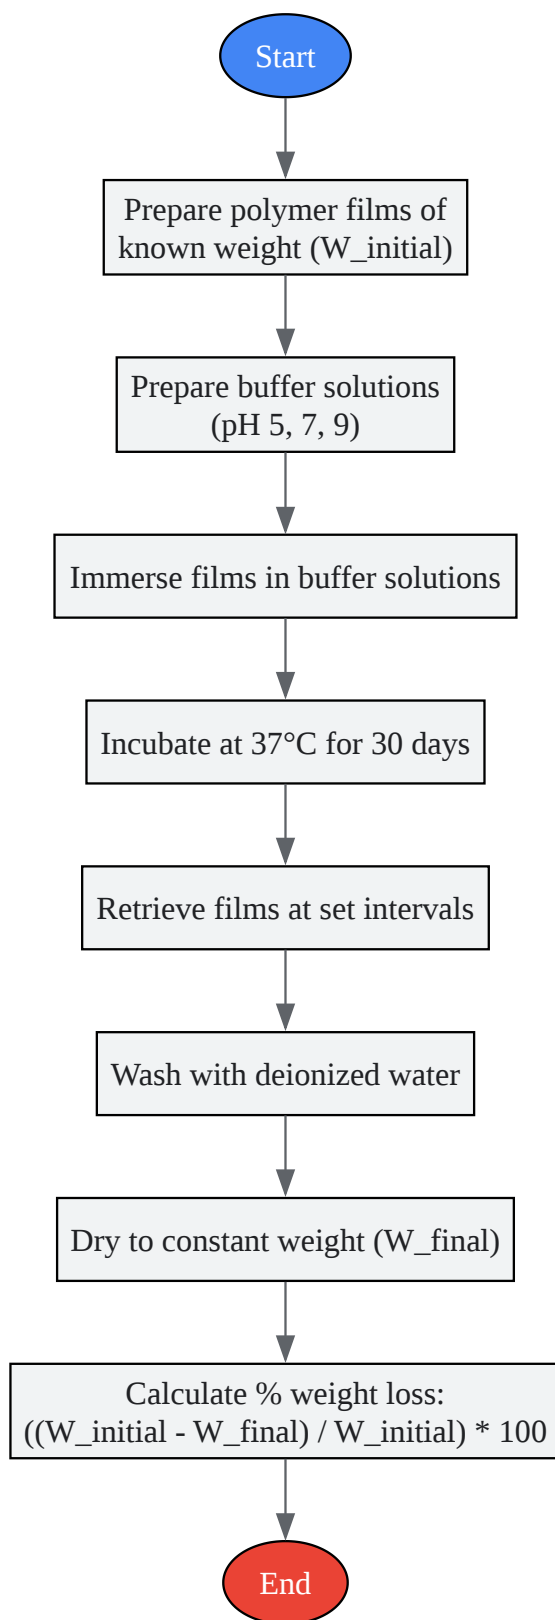 Start
Prepare polymer films of
known weight (W_initial)
Prepare buffer solutions
(pH 5, 7, 9)
Immerse films in buffer solutions
Incubate at 37°C for 30 days
Retrieve films at set intervals
Wash with deionized water
Dry to constant weight (W_final)
Calculate % weight loss:
((W_initial - W_final) / W_initial) * 100
End